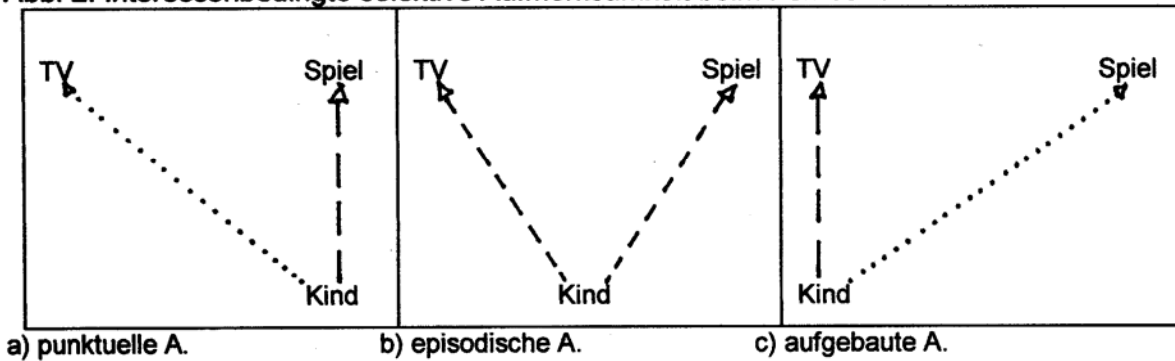 TV Spiel TV Spiel TV Spiel
Kind Kind Kind
a) punktuelle A. b) episodische A. c) aufgebaute A.